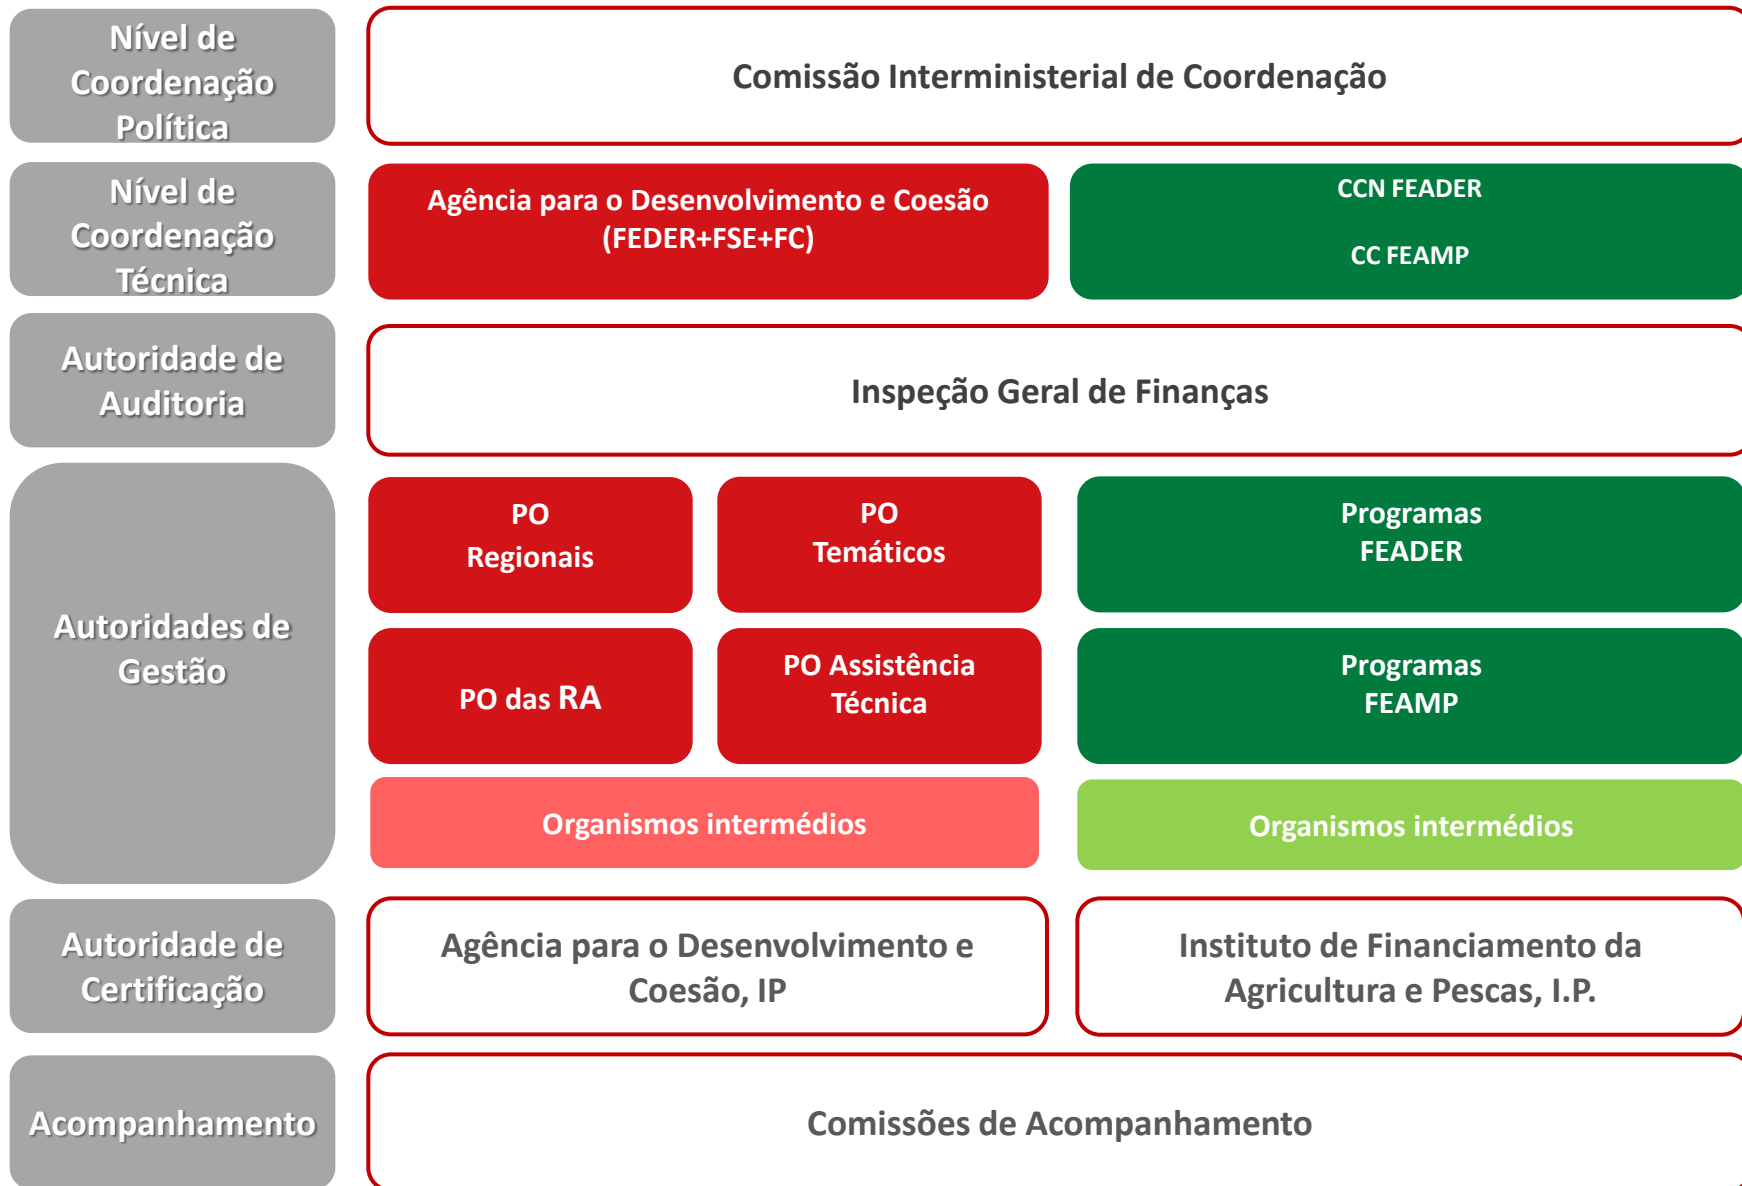 Nível de
Coordenação
Política
Comissão Interministerial de Coordenação
Nível de
Coordenação
Técnica
Agência para o Desenvolvimento e Coesão
(FEDER+FSE+FC)
CCN FEADER
CC FEAMP
Autoridade de
Auditoria
Inspeção Geral de Finanças
Autoridades de
Gestão
PO
Regionais
PO
Temáticos
Programas
FEADER
PO das RA
PO Assistência
Técnica
Programas
FEAMP
Organismos intermédios
Organismos intermédios
Autoridade de
Certificação
Agência para o Desenvolvimento e
Coesão, IP
Instituto de Financiamento da
Agricultura e Pescas, I.P.
Acompanhamento
Comissões de Acompanhamento